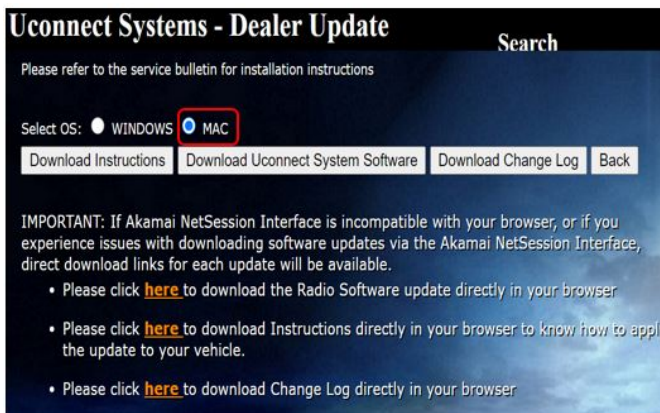 Uconnect Systems - Dealer Update
Search
Please refer to the service bulletin for installation instructions
Select OS: WINDOWS MAC
Download Instructions Download Uconnect System Software Download Change Log Back
IMPORTANT: If Akamai NetSession Interface is incompatible with your browser, or if you
experience issues with downloading software updates via the Akamai NetSession Interface,
direct download links for each update will be available.
• Please click here to download the Radio Software update directly in your browser
• Please click here to download Instructions directly in your browser to know how to appl
the update to your vehicle.
• Please click here to download Change Log directly in your browser